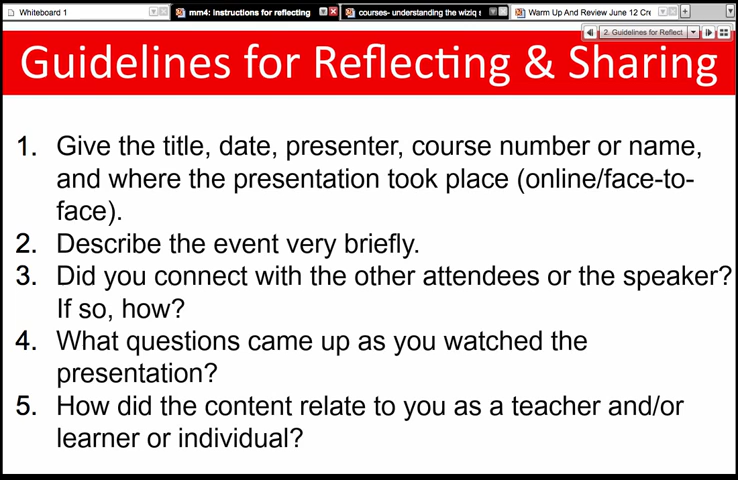 Whiteboard 1
mm4: instructions for reflecting
courses- understanding the wiziq
Warm Up And Review June 12 Cre
2. Guidelines for Reflect
Guidelines for Reflecting & Sharing
1. Give the title, date, presenter, course number or name,
and where the presentation took place (online/face-to-
face).
2. Describe the event very briefly.
3. Did you connect with the other attendees or the speaker?
If so, how?
4. What questions came up as you watched the
presentation?
5. How did the content relate to you as a teacher and/or
learner or individual?